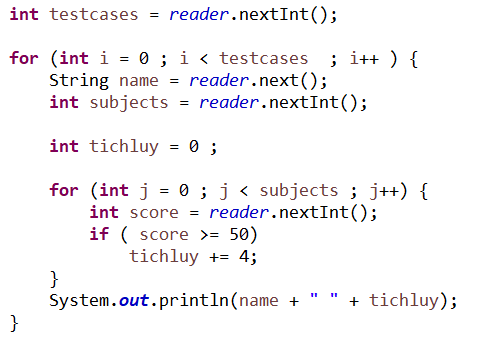 int testcases = reader.nextInt();
for (int i = 0 ; i < testcases  ; i++ ) {
    String name = reader.next();
    int subjects = reader.nextInt();
    int tichluy = 0 ;
    for (int j = 0 ; j < subjects ; j++) {
        int score = reader.nextInt();
        if ( score >= 50)
            tichluy += 4;
    }
    System.out.println(name + " " + tichluy);
}